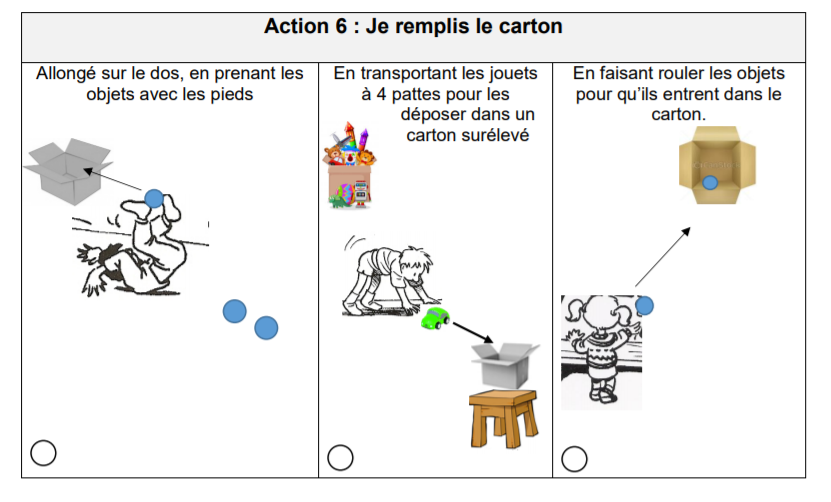 Action 6 : Je remplis le carton
Allongé sur le dos, en prenant les
objets avec les pieds
En transportant les jouets
à 4 pattes pour les
déposer dans un
carton surélevé
En faisant rouler les objets
pour qu'ils entrent dans le
carton.